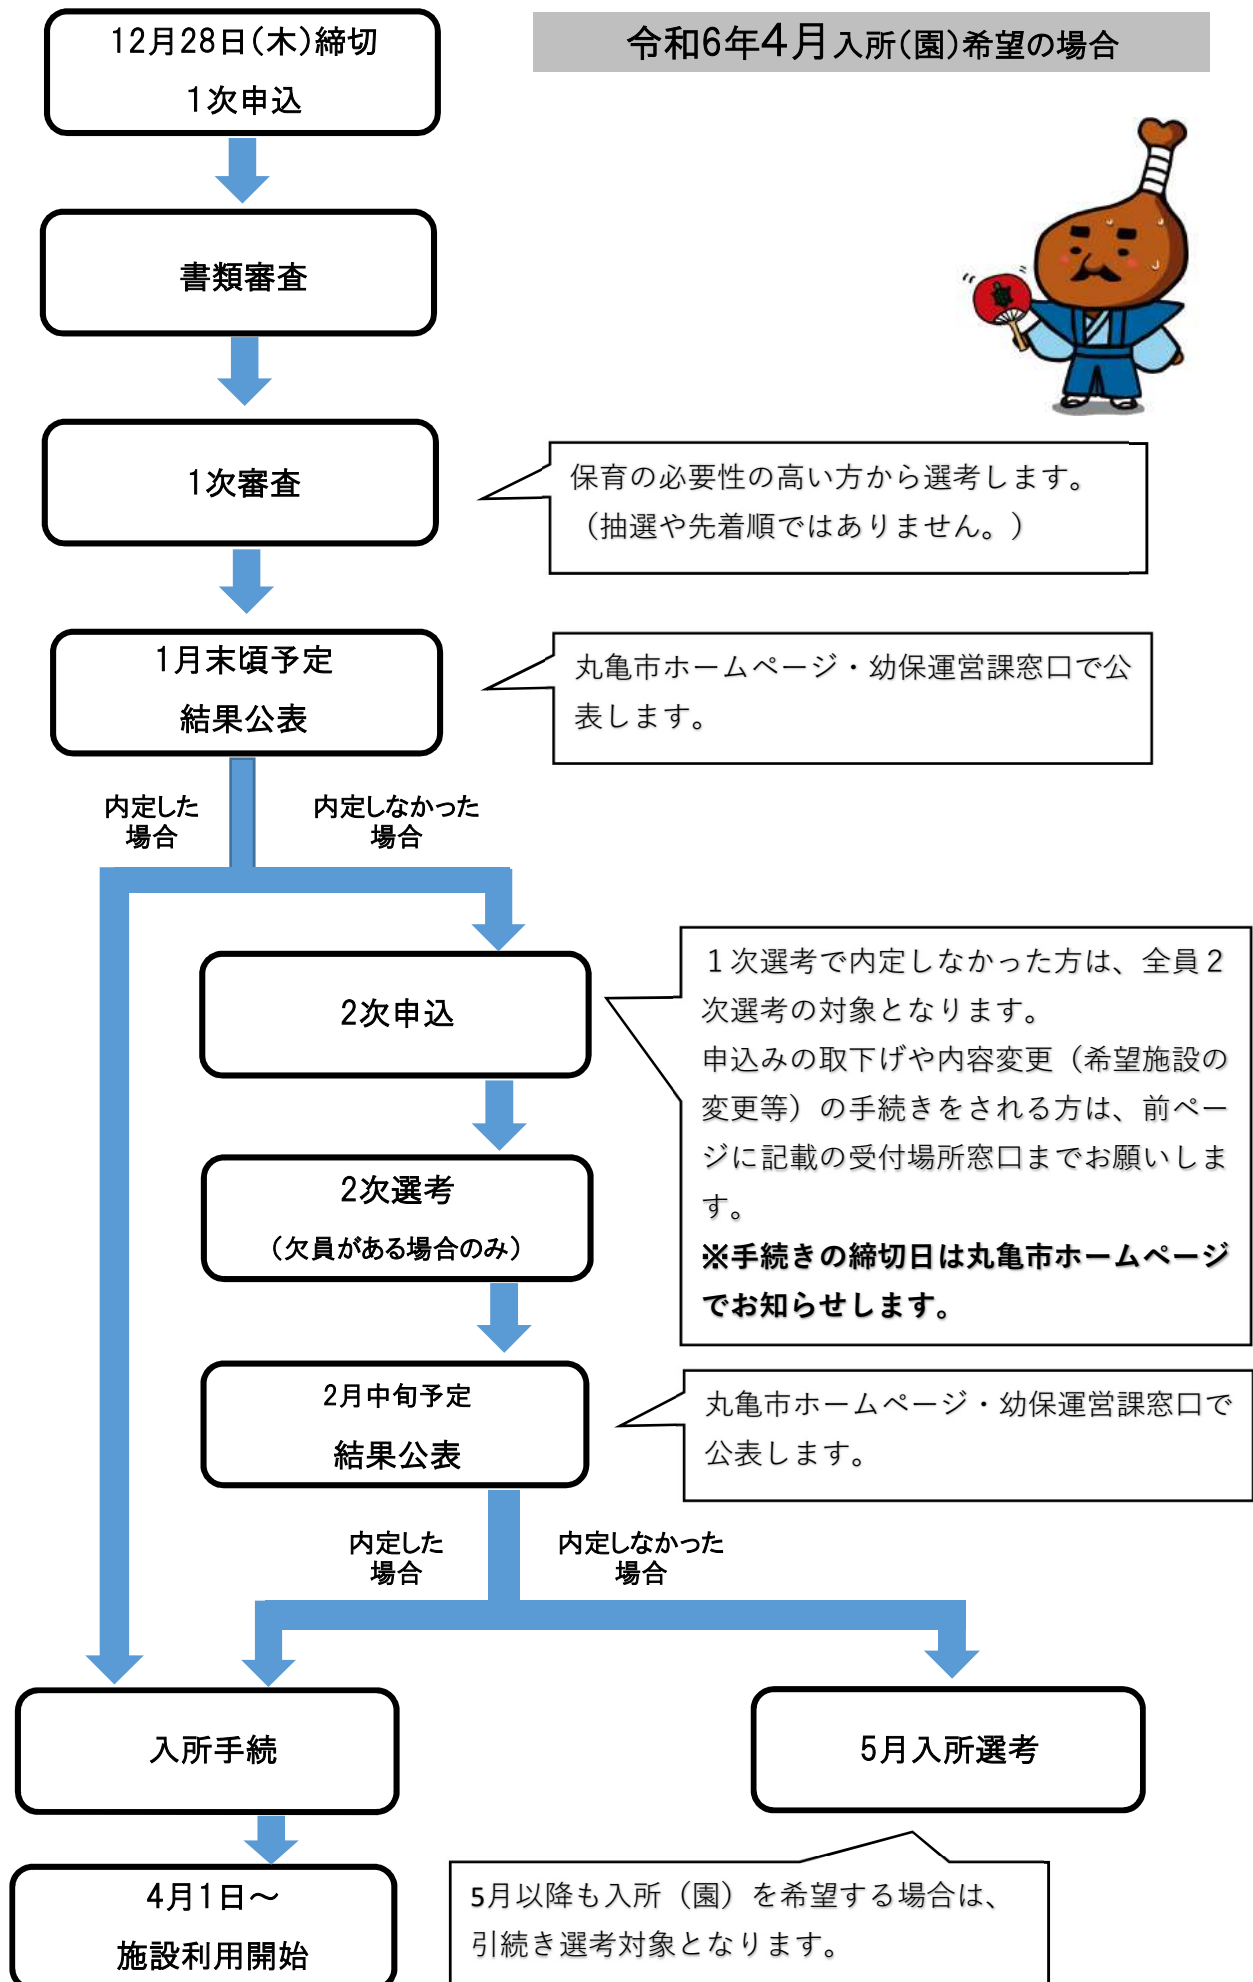 12月28日(木)締切
1次申込
令和6年4月入所(園)希望の場合
書類審査
1次審査
保育の必要性の高い方から選考します。
（抽選や先着順ではありません。）
1月末頃予定
結果公表
丸亀市ホームページ・幼保運営課窓口で公
表します。
内定した
場合
内定しなかった
場合
2次申込
１次選考で内定しなかった方は、全員２
次選考の対象となります。
申込みの取下げや内容変更（希望施設の
変更等）の手続きをされる方は、前ペー
ジに記載の受付場所窓口までお願いしま
す。
※手続きの締切日は丸亀市ホームページ
でお知らせします。
2次選考
(欠員がある場合のみ)
2月中旬予定
結果公表
丸亀市ホームページ・幼保運営課窓口で
公表します。
内定した
場合
内定しなかった
場合
入所手続
5月入所選考
4月1日～
施設利用開始
5月以降も入所（園）を希望する場合は、
引続き選考対象となります。